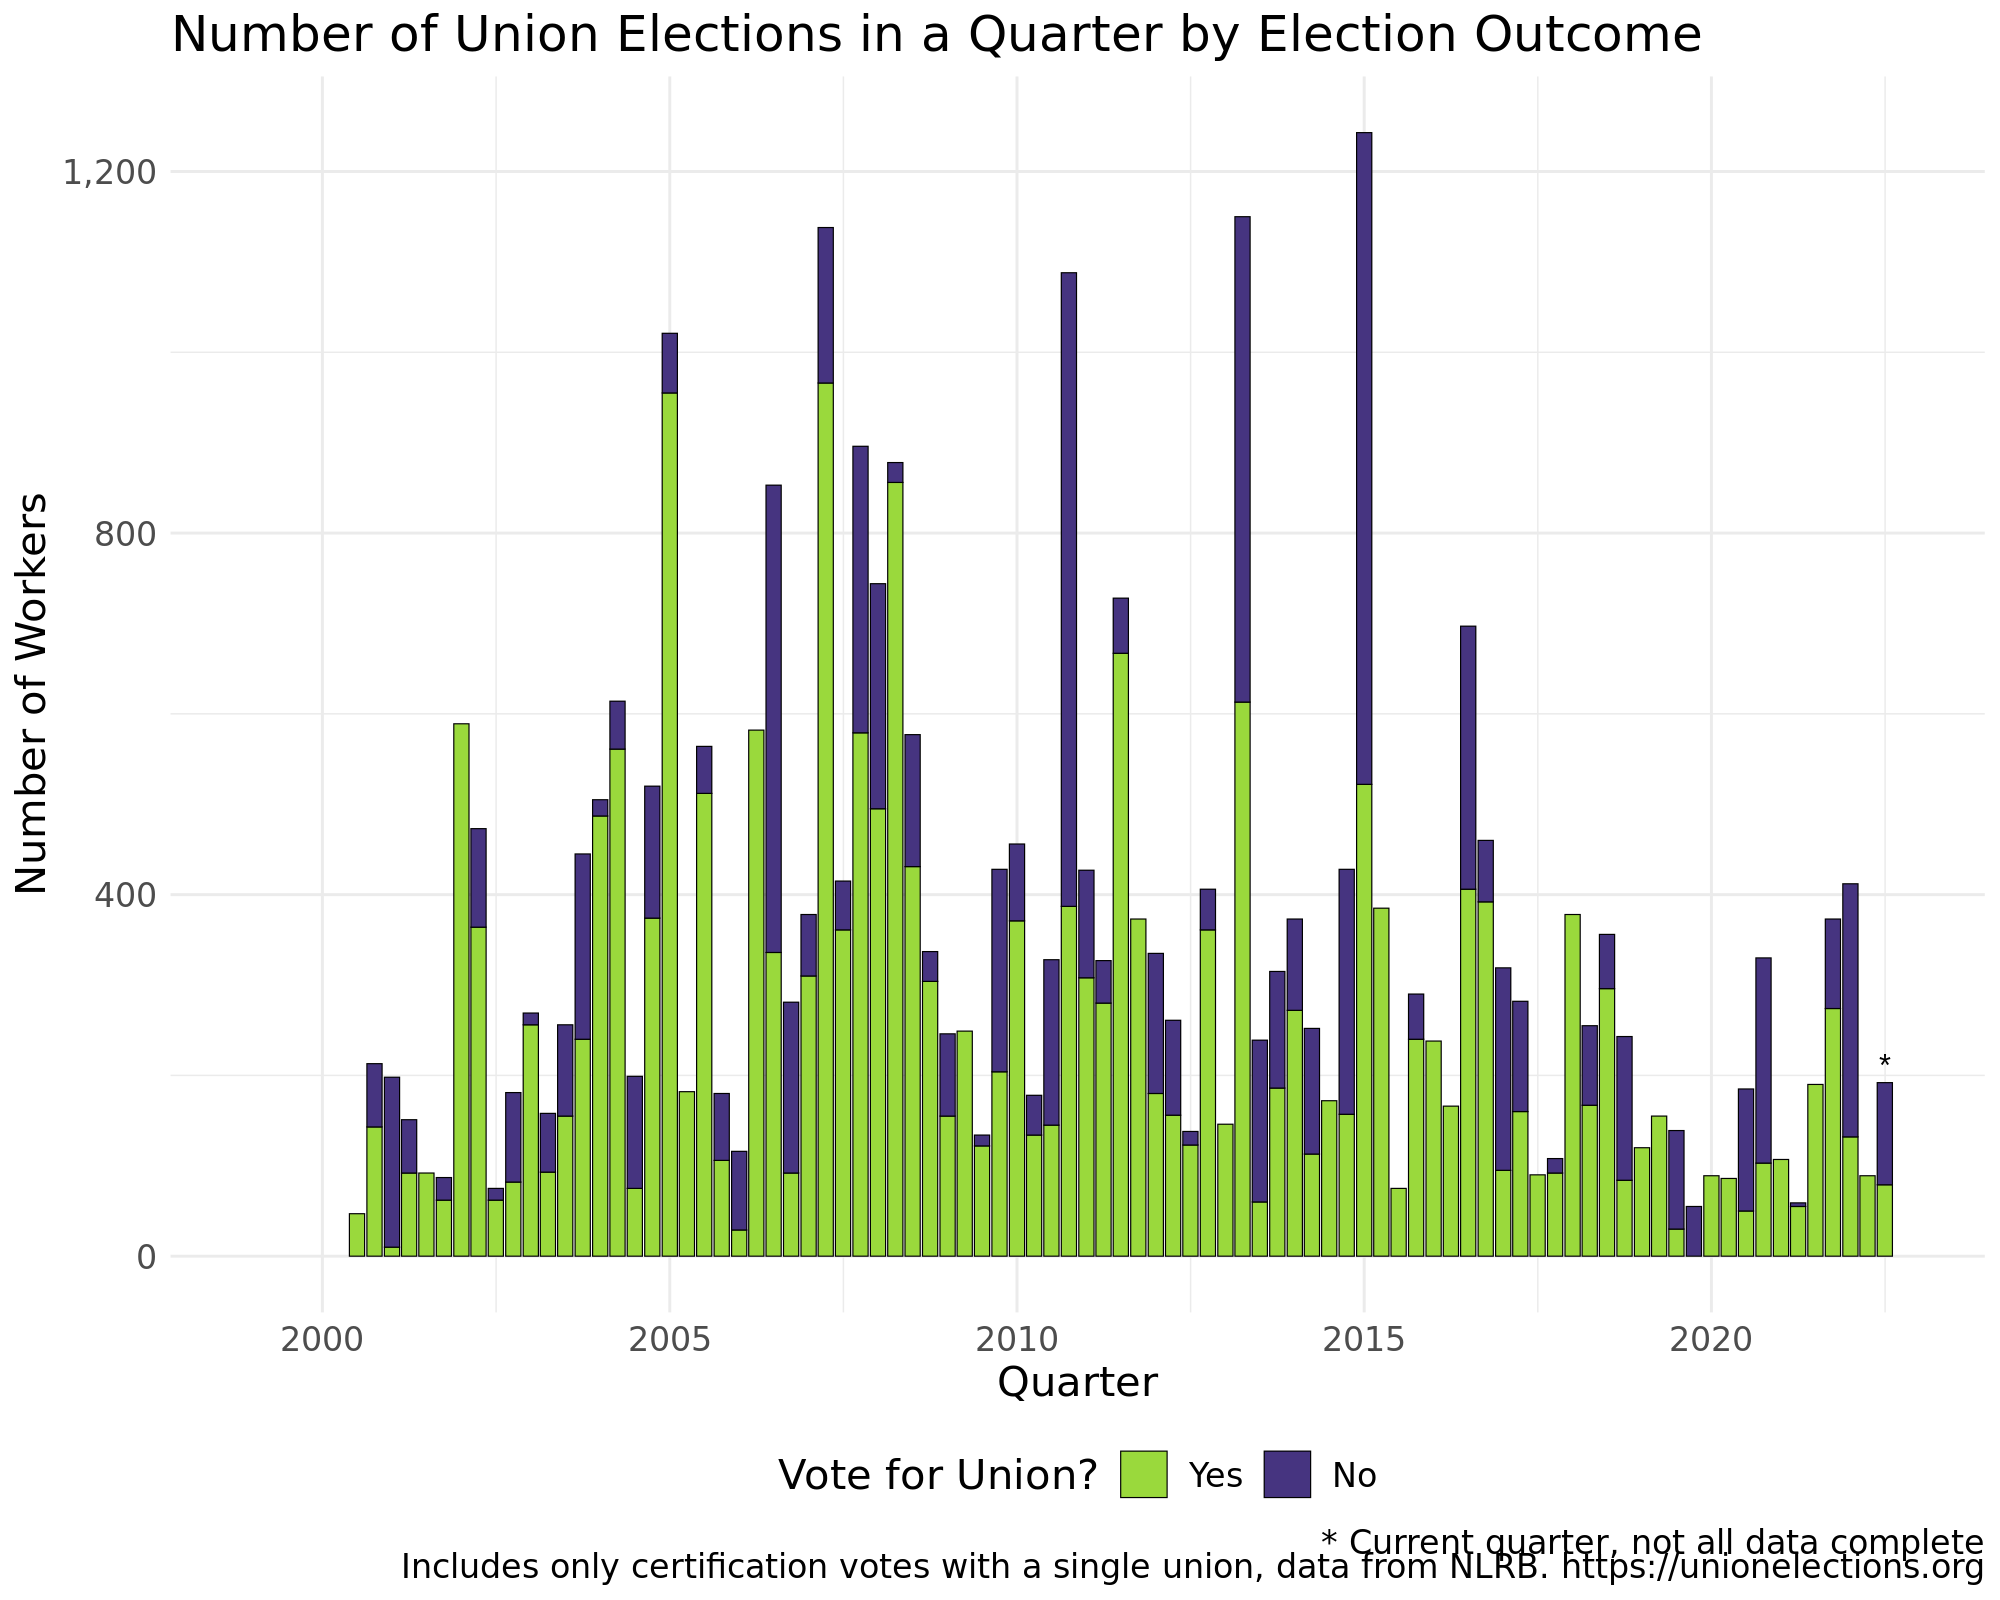 Number of Union Elections in a Quarter by Election Outcome
1,200
800
400
0
Number of Workers
2000 2005 2010 2015 2020
*
Quarter
Vote for Union? Yes No
* Current quarter, not all data complete
Includes only certification votes with a single union, data from NLRB. https://unionelections.org